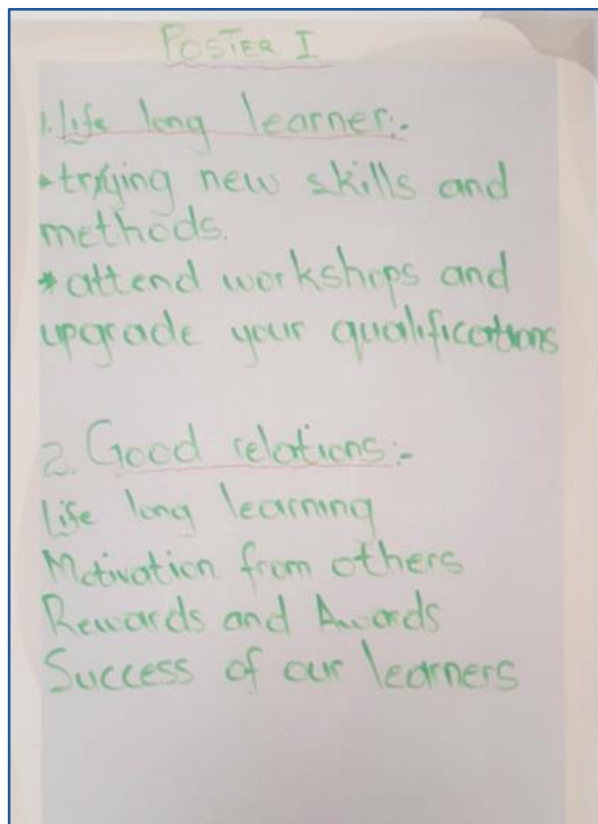 POSTER I
1. Life long learner:-
*trying new skills and
methods.
*attend workshops and
upgrade your qualifications
2. Good relations:-
Life long learning
Motivation from others
Rewards and Awards
Success of our learners